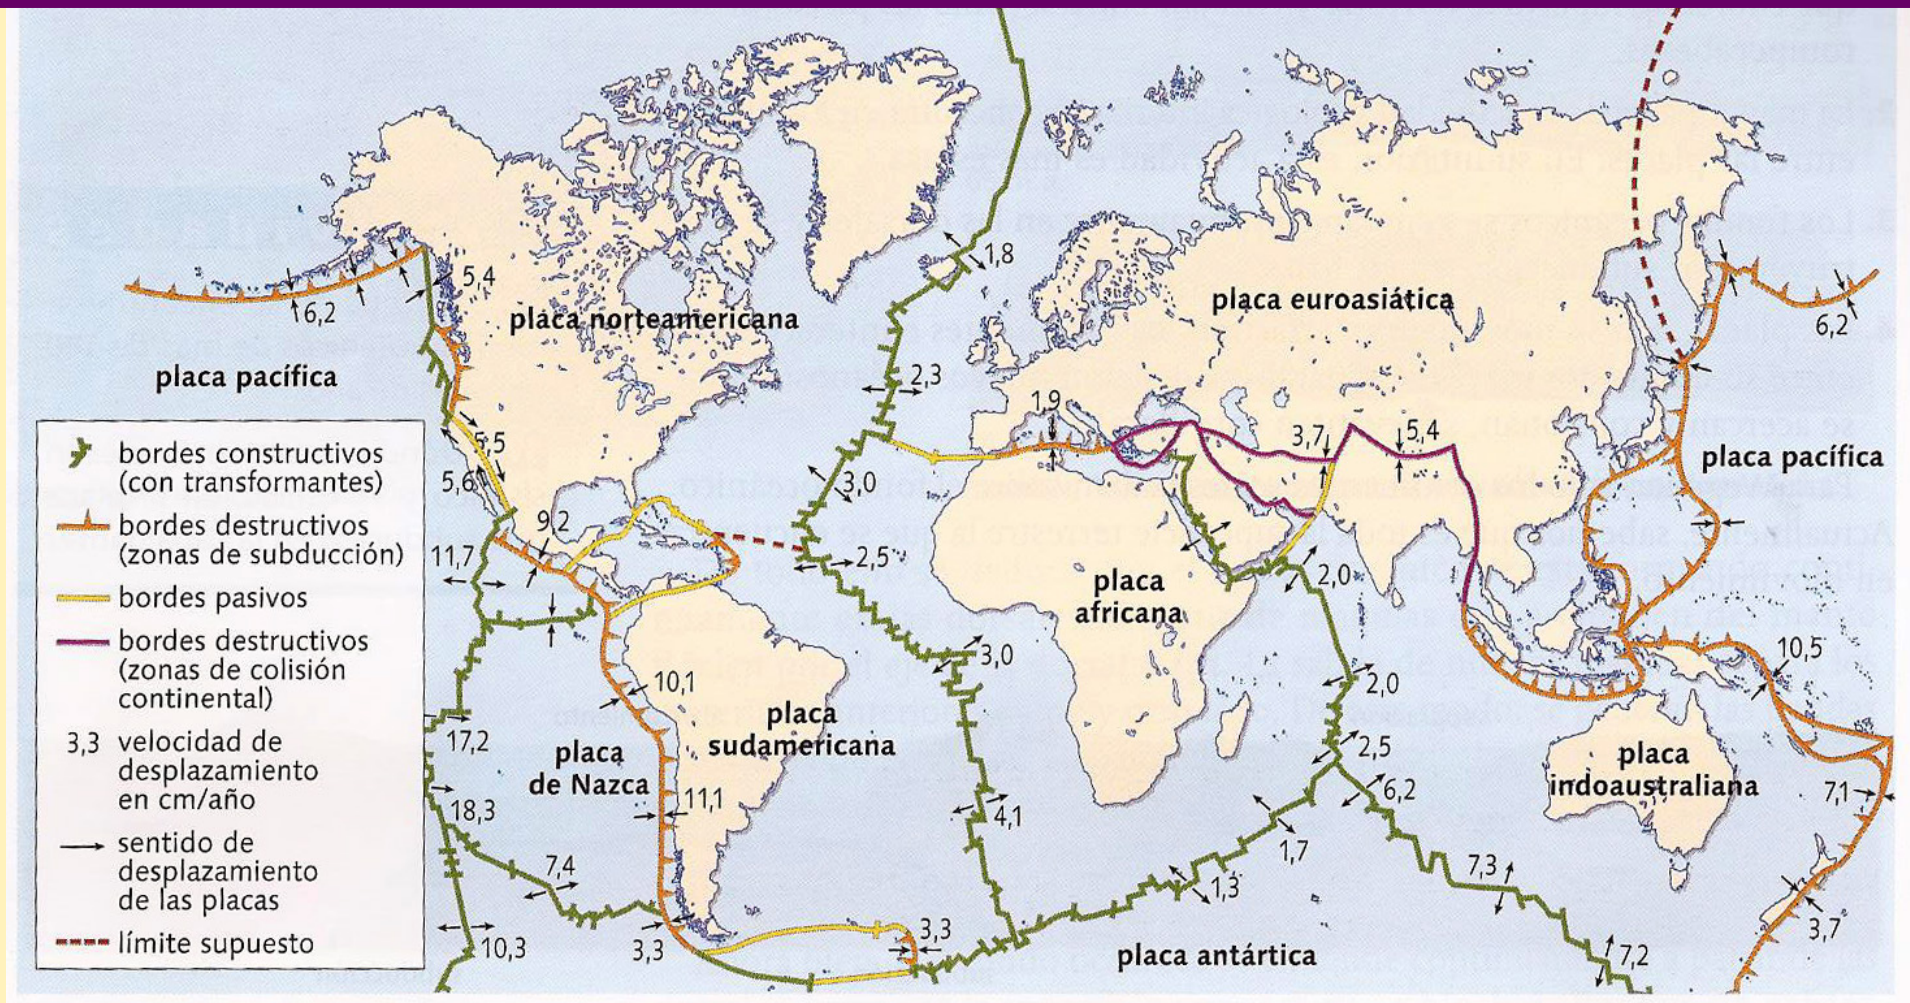 placa norteamericana
placa euroasiática
placa pacífica
placa pacífica
placa
africana
placa
sudamericana
placa
de Nazca
placa
indoaustraliana
placa antártica
bordes constructivos
(con transformantes)
bordes destructivos
(zonas de subducción)
bordes pasivos
bordes destructivos
(zonas de colisión
continental)
3,3 velocidad de
desplazamiento
en cm/año
sentido de
desplazamiento
de las placas
límite supuesto
1,8
5,4
6,2
6,2
2,3
1,9
3,7
5,4
5,5
5,6
3,0
9,2
11,7
2,5
2,0
3,0
10,5
10,1
2,0
17,2
2,5
11,1
6,2
7,1
18,3
4,1
1,7
7,4
7,3
1,3
3,3
3,3
3,7
10,3
7,2